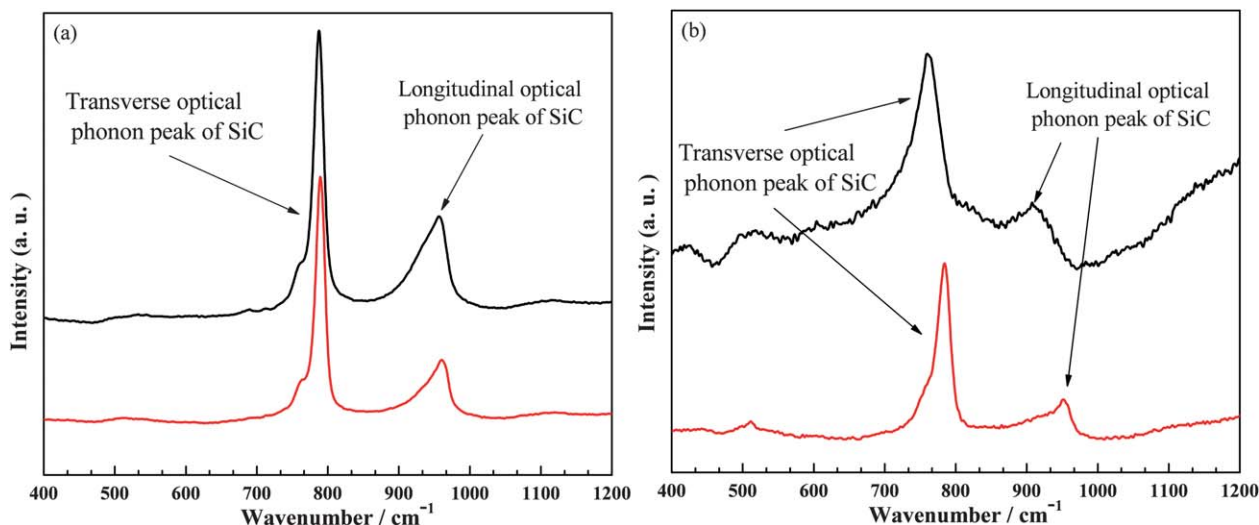 (a)
Transverse optical
phonon peak of SiC
Longitudinal optical
phonon peak of SiC
Intensity (a. u.)
400 500 600 700 800 900 1000 1100 1200
Wavenumber / cm⁻¹
(b)
Longitudinal optical
phonon peak of SiC
Transverse optical
phonon peak of SiC
Intensity (a. u.)
400 500 600 700 800 900 1000 1100 1200
Wavenumber / cm⁻¹